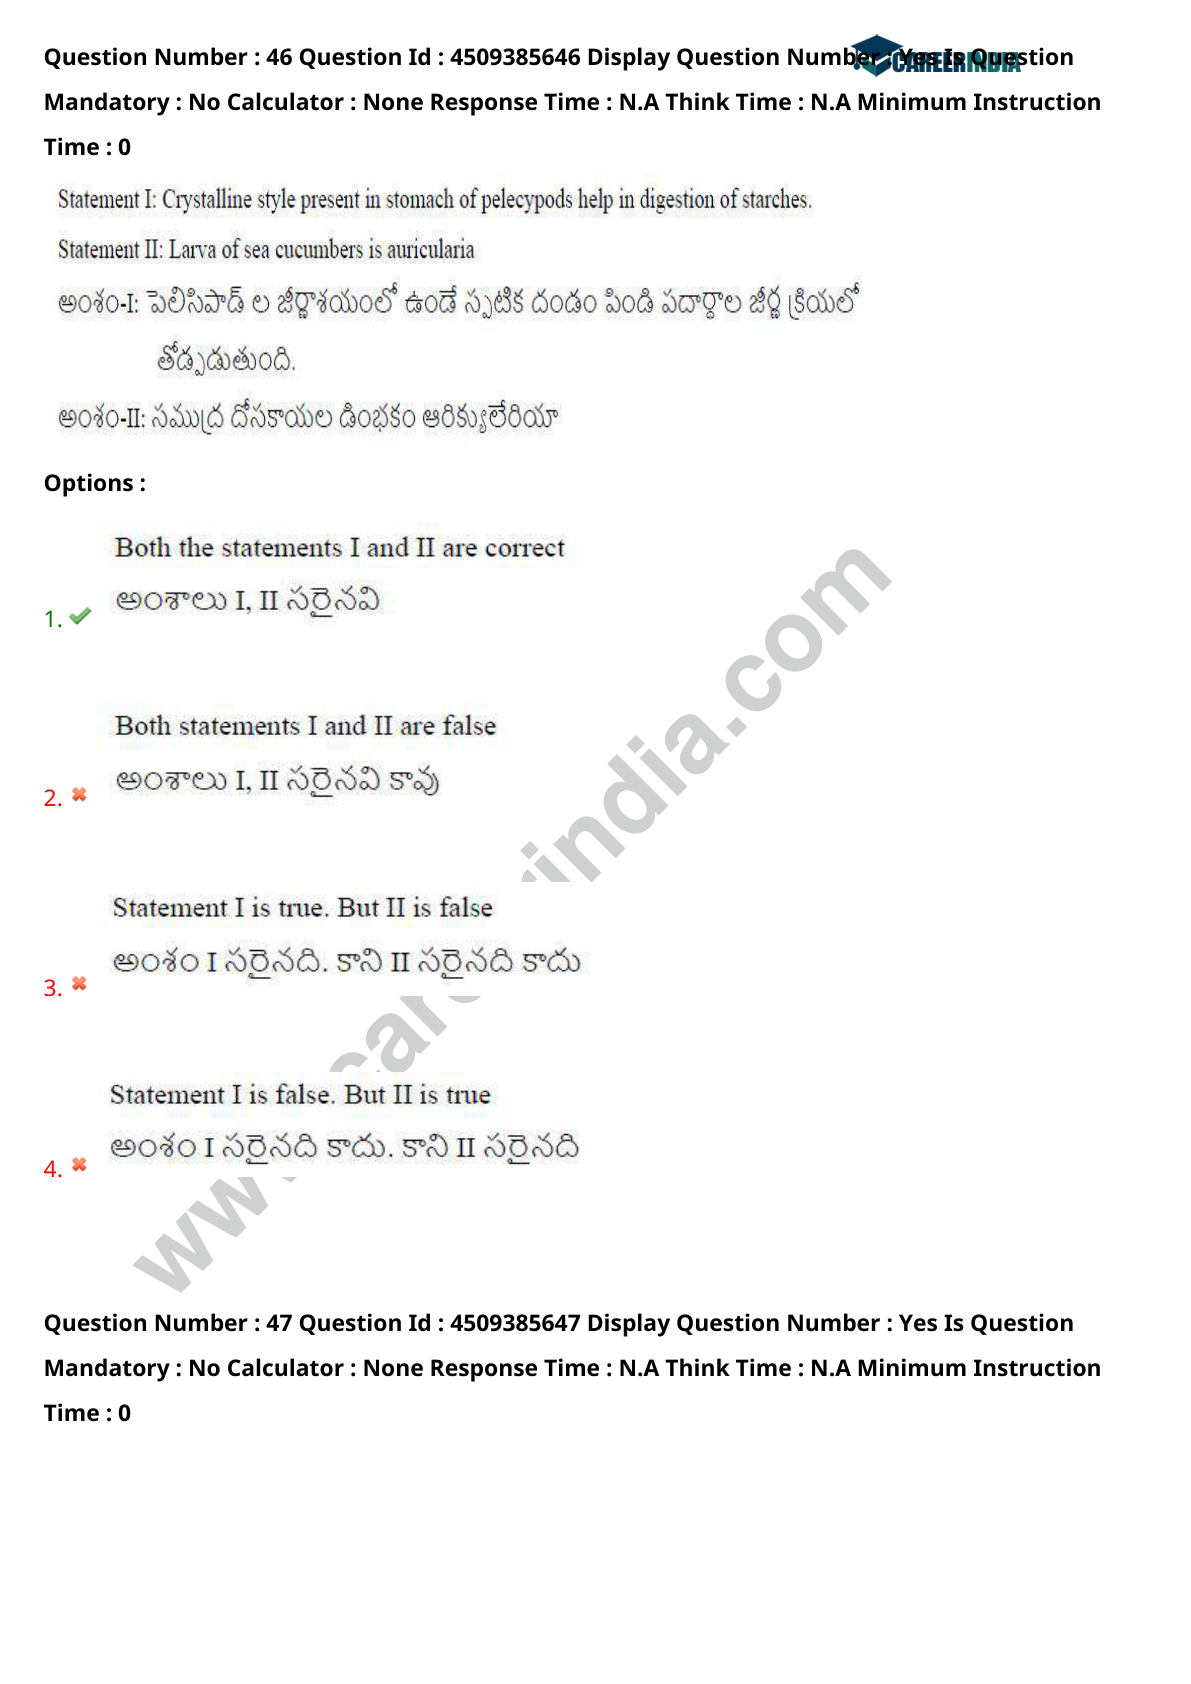 Question Number : 46 Question Id : 4509385646 Display Question Number : Yes Is Question
CAREERINDIA
Mandatory : No Calculator : None Response Time : N.A Think Time : N.A Minimum Instruction
Time : 0
Statement I: Crystalline style present in stomach of pelecypods help in digestion of starches.
Statement II: Larva of sea cucumbers is auricularia
అంశం-I: పెలిసిపాడ్ ల జీర్ణాశయంలో ఉండే స్పటిక దండం పిండి పదార్ధాల జీర్ణ క్రియలో
తోడ్పడుతుంది.
అంశం-II: సముద్ర దోసకాయల డింభకం ఆరిక్యులేరియా
Options :
Both the statements I and II are correct
అంశాలు I, II సరైనవి
1.
Both statements I and II are false
అంశాలు I, II సరైనవి కావు
2.
Statement I is true. But II is false
అంశం I సరైనది. కాని II సరైనది కాదు
3.
Statement I is false. But II is true
అంశం I సరైనది కాదు. కాని II సరైనది
4.
Question Number : 47 Question Id : 4509385647 Display Question Number : Yes Is Question
Mandatory : No Calculator : None Response Time : N.A Think Time : N.A Minimum Instruction
Time : 0